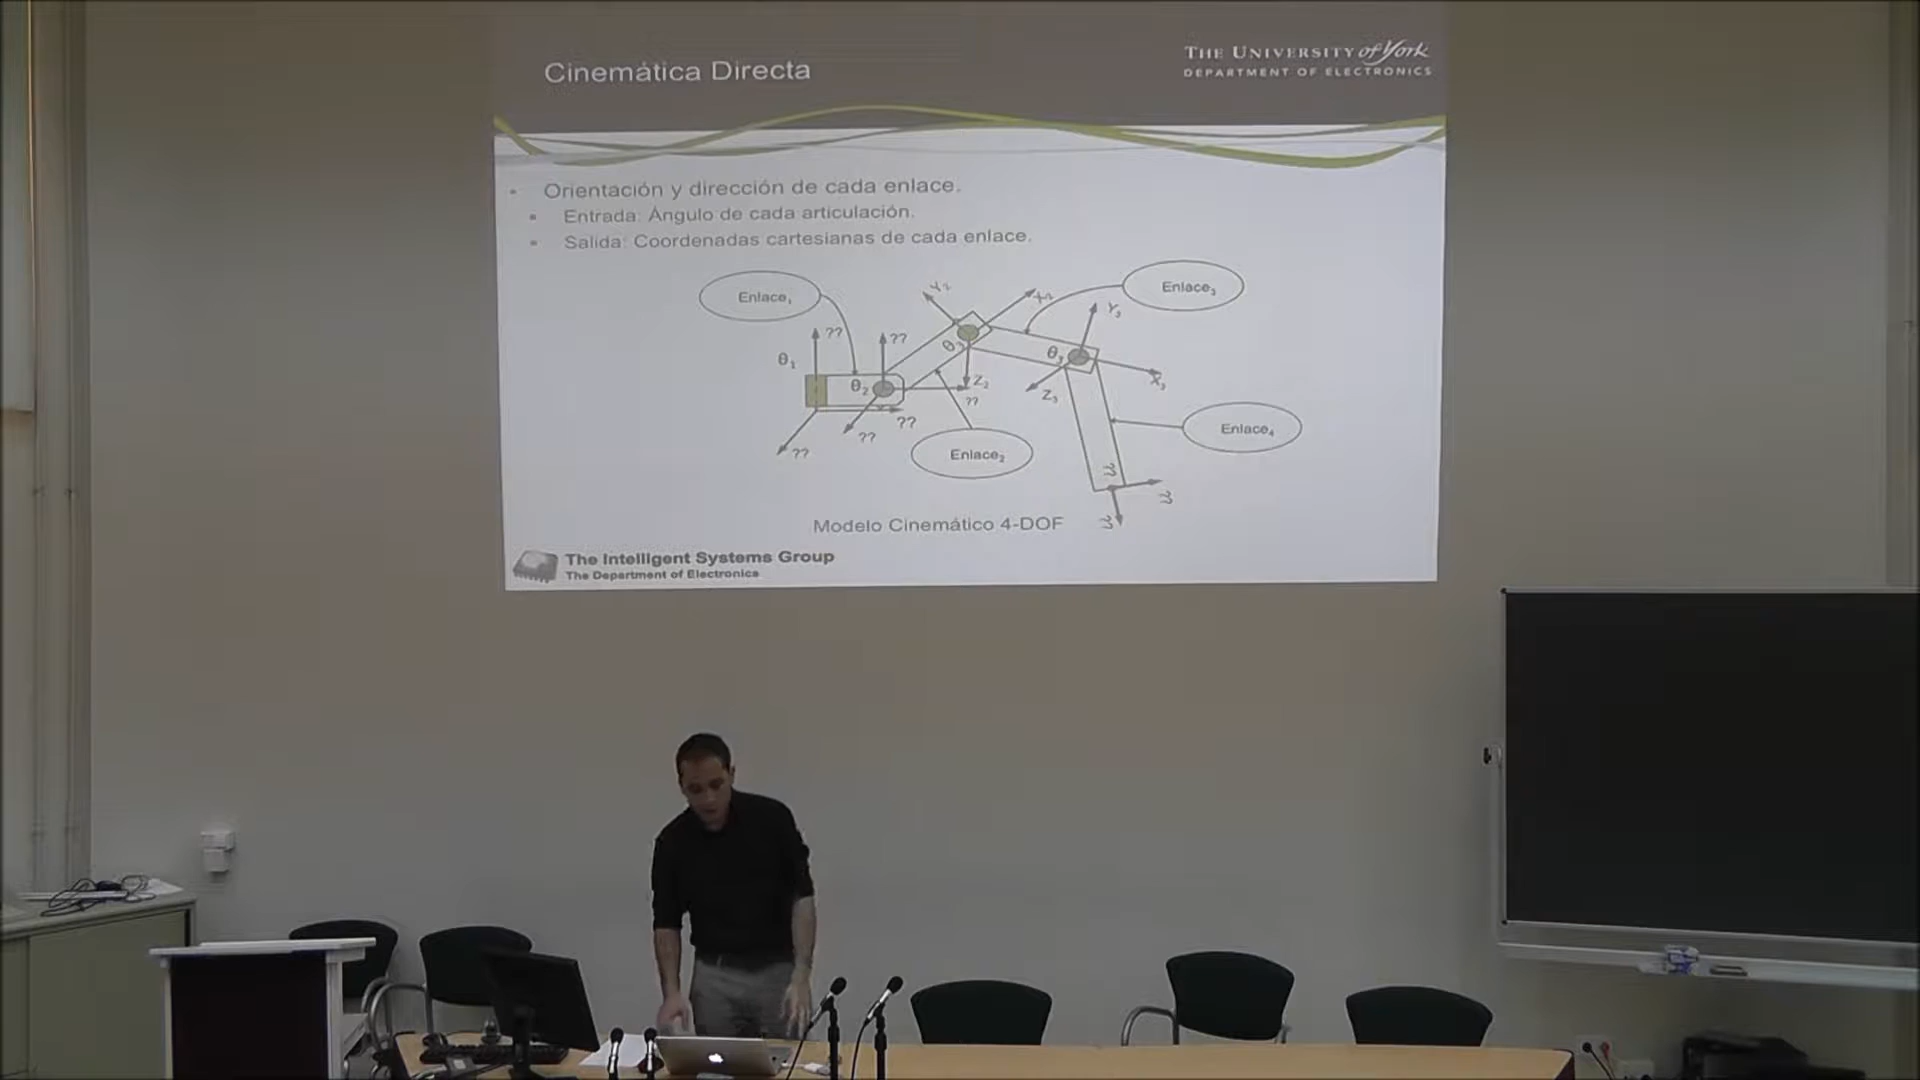 Cinemática Directa
THE UNIVERSITY of York
DEPARTMENT OF ELECTRONICS
Orientación y dirección de cada enlace.
Entrada: Ángulo de cada articulación.
Salida: Coordenadas cartesianas de cada enlace.
Enlace₁
Enlace₃
Y₂
X₂
Y₃
??
??
θ₁
θ₂
θ₃
θ₃
Z₂
??
X₃
Z₃
??
??
??
Enlace₂
Enlace₄
??
??
??
Modelo Cinemático 4-DOF
The Intelligent Systems Group
The Department of Electronics